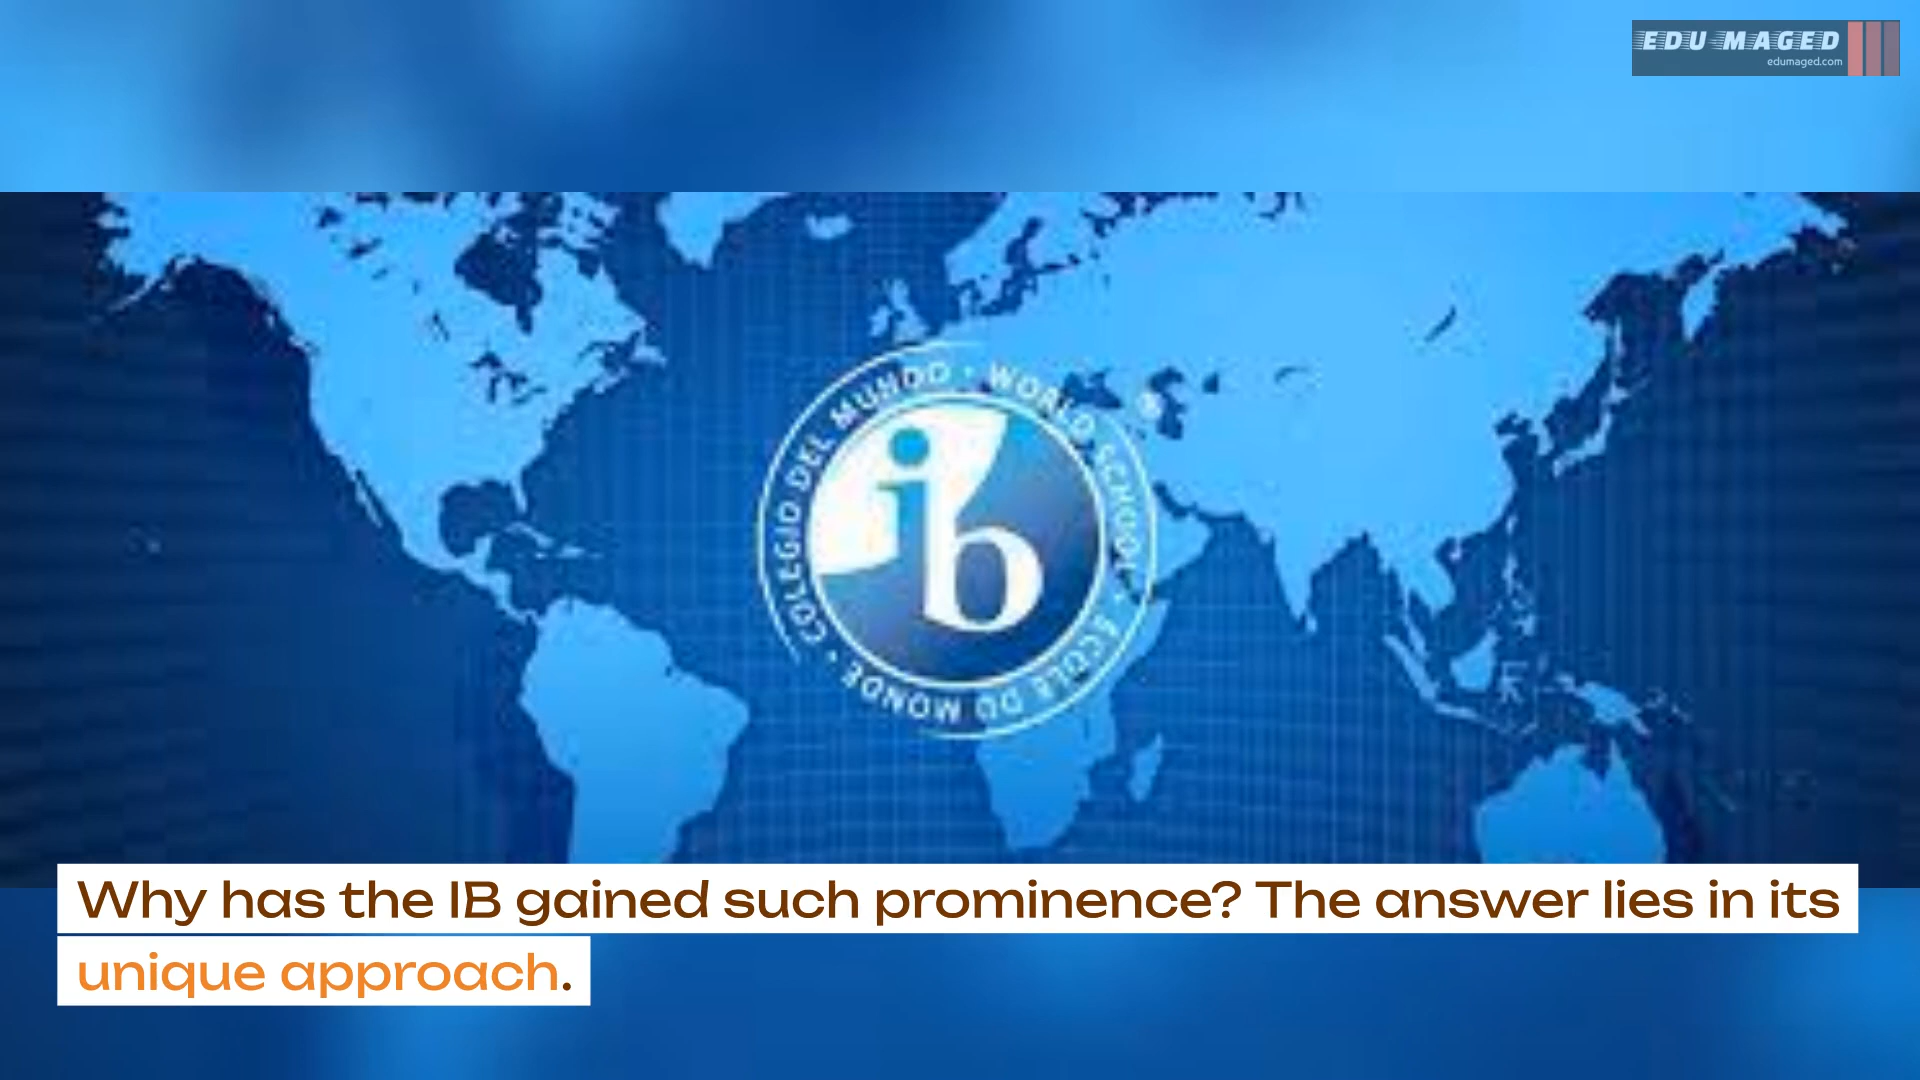 EDU MAGED
edumaged.com
COLEGIO DEL MUNDO · WORLD SCHOOL · ÉCOLE DU MONDE ·
ib
Why has the IB gained such prominence? The answer lies in its
unique approach.